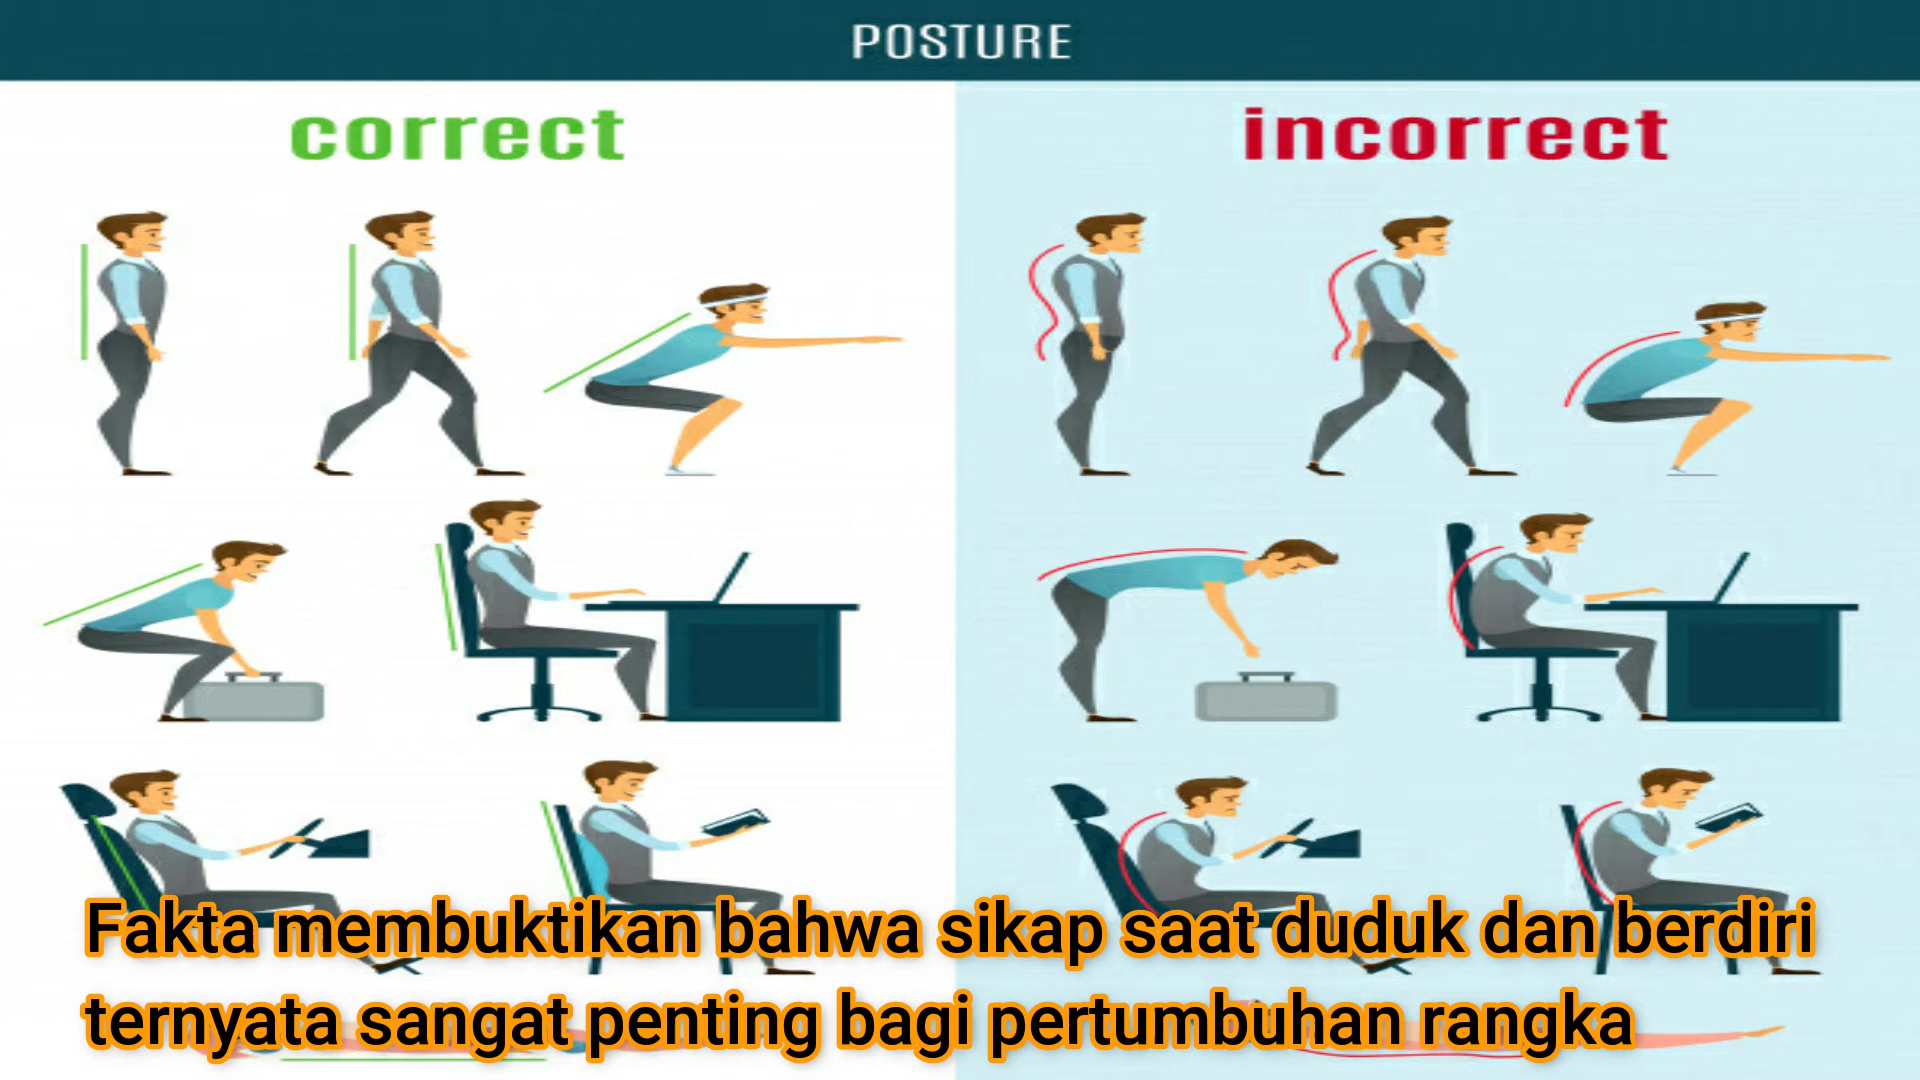 POSTURE
correct
incorrect
Fakta membuktikan bahwa sikap saat duduk dan berdiri
ternyata sangat penting bagi pertumbuhan rangka